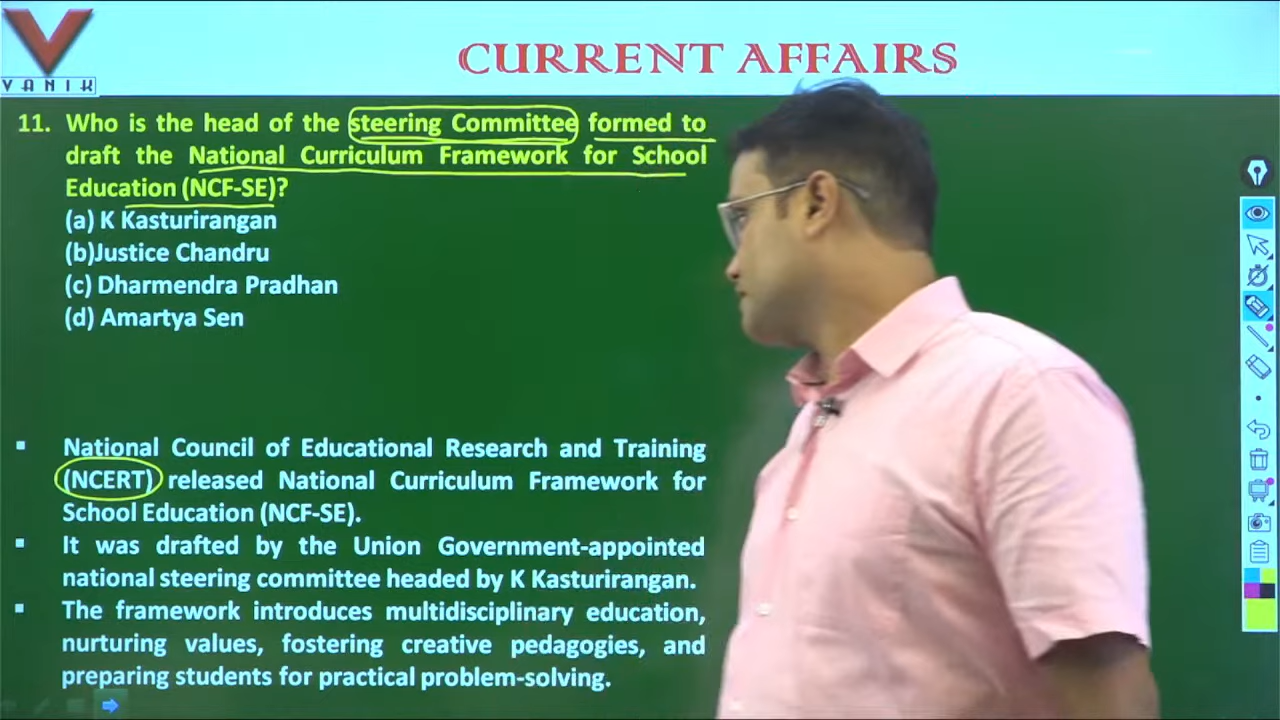 VANIK
CURRENT AFFAIRS
11. Who is the head of the steering Committee formed to
draft the National Curriculum Framework for School
Education (NCF-SE)?
(a) K Kasturirangan
(b)Justice Chandru
(c) Dharmendra Pradhan
(d) Amartya Sen
▪ National Council of Educational Research and Training
(NCERT) released National Curriculum Framework for
School Education (NCF-SE).
▪ It was drafted by the Union Government-appointed
national steering committee headed by K Kasturirangan.
▪ The framework introduces multidisciplinary education,
nurturing values, fostering creative pedagogies, and
preparing students for practical problem-solving.